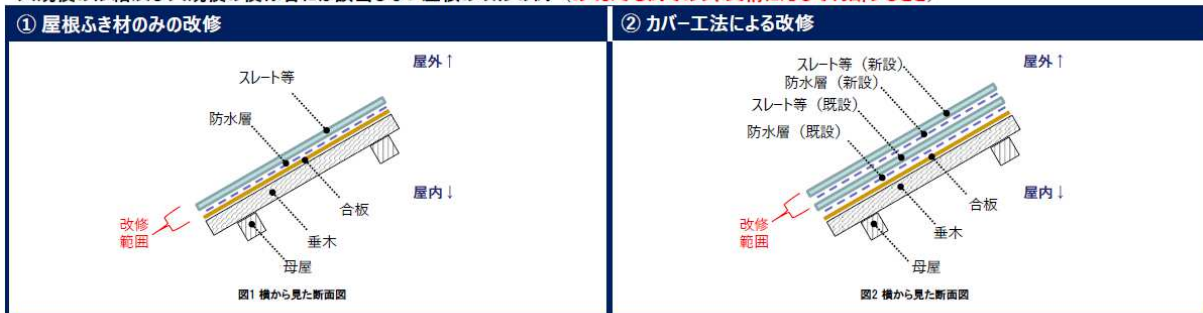 ① 屋根ふき材のみの改修
屋外↑
スレート等
防水層
屋内↓
改修
範囲
合板
垂木
母屋
図1 横から見た断面図
② カバー工法による改修
スレート等（新設）
屋外↑
防水層（新設）
スレート等（既設）
防水層（既設）
屋内↓
合板
改修
範囲
垂木
母屋
図2 横から見た断面図